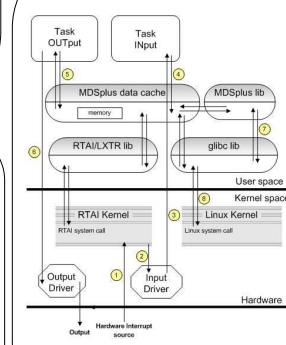 Task
OUTput
Task
INput
5
4
MDSplus data cache
MDSplus lib
memory
7
6
RTAI/LXTR lib
glibc lib
User space
8
Kernel space
RTAI Kernel
3
Linux Kernel
RTAI system call
Linux system call
2
Output
Driver
1
Input
Driver
Hardware
Output
Hardware Interrupt
source